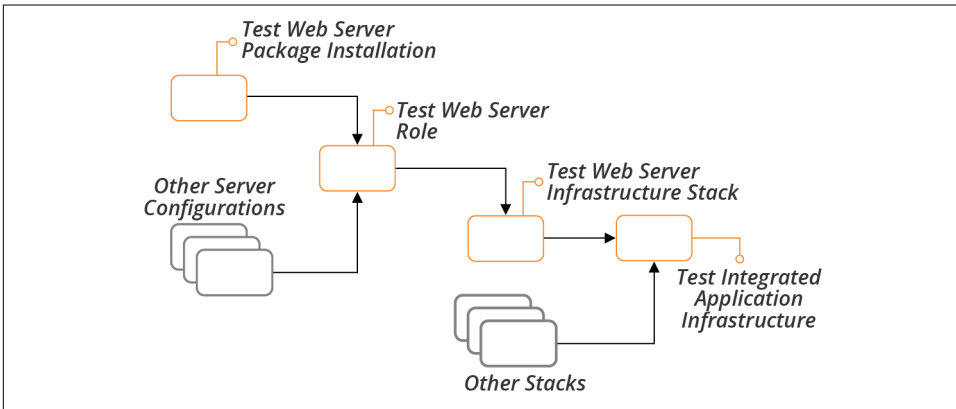 Test Web Server
Package Installation
Test Web Server
Role
Other Server
Configurations
Test Web Server
Infrastructure Stack
Test Integrated
Application
Infrastructure
Other Stacks